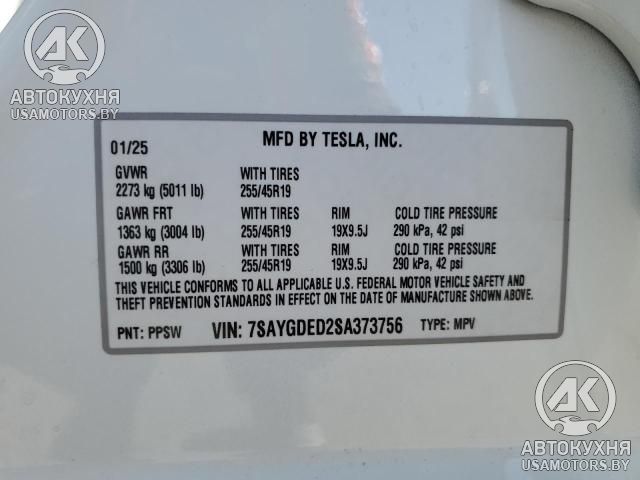 AK
АВТОКУХНЯ
USAMOTORS.BY
01/25 MFD BY TESLA, INC.
GVWR WITH TIRES
2273 kg (5011 lb) 255/45R19
GAWR FRT WITH TIRES RIM COLD TIRE PRESSURE
1363 kg (3004 lb) 255/45R19 19X9.5J 290 kPa, 42 psi
GAWR RR WITH TIRES RIM COLD TIRE PRESSURE
1500 kg (3306 lb) 255/45R19 19X9.5J 290 kPa, 42 psi
THIS VEHICLE CONFORMS TO ALL APPLICABLE U.S. FEDERAL MOTOR VEHICLE SAFETY AND
THEFT PREVENTION STANDARDS IN EFFECT ON THE DATE OF MANUFACTURE SHOWN ABOVE.
PNT: PPSW VIN: 7SAYGDED2SA373756 TYPE: MPV
AK
АВТОКУХНЯ
USAMOTORS.BY